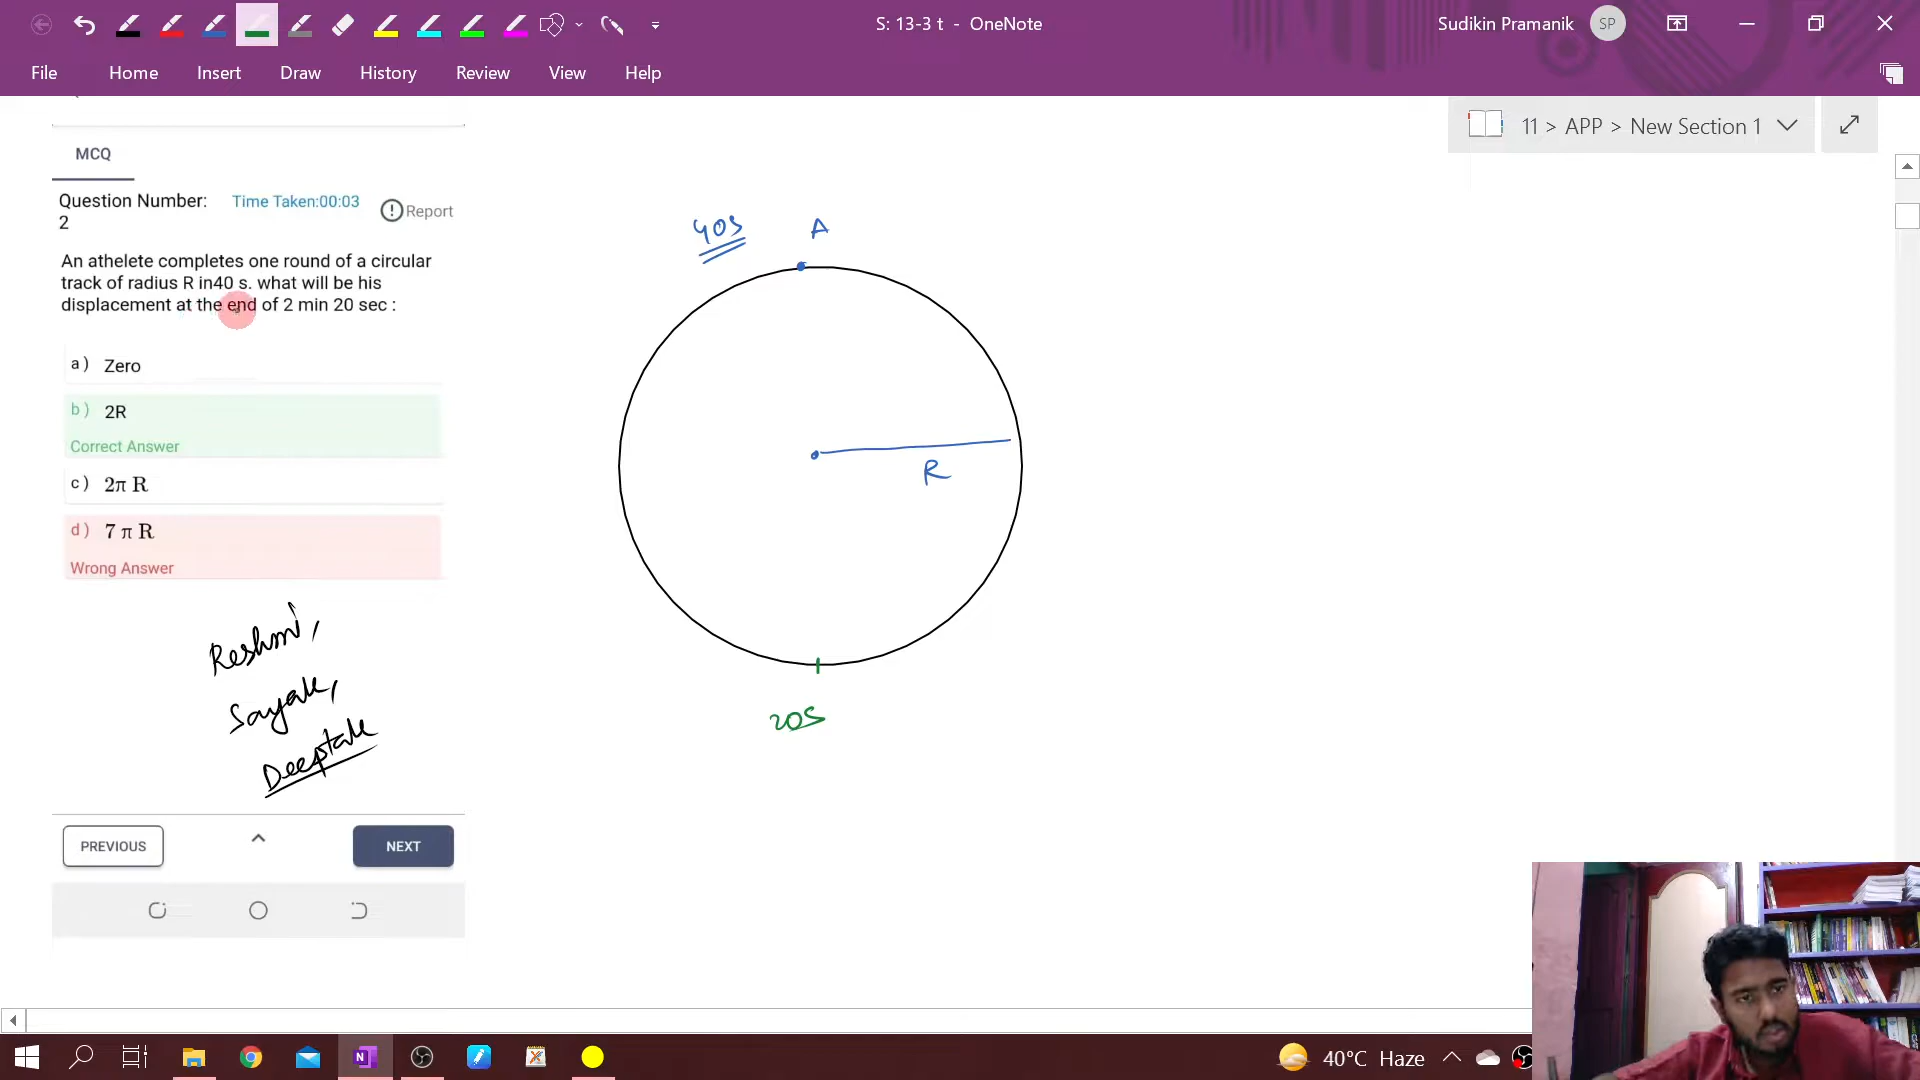 S: 13-3 t - OneNote
Sudikin Pramanik
SP
File Home Insert Draw History Review View Help
11 > APP > New Section 1
MCQ
Question Number: 2
Time Taken:00:03
Report
An athelete completes one round of a circular
track of radius R in40 s. what will be his
displacement at the end of 2 min 20 sec :
a) Zero
b) 2R
Correct Answer
c) 2π R
d) 7 π R
Wrong Answer
Reshmi,
Sayak,
PREVIOUS
NEXT
40S
A
R
20S
40°C Haze